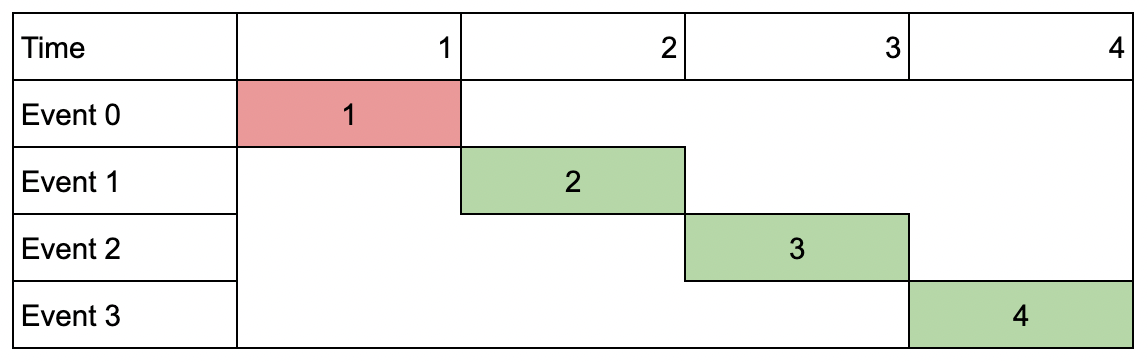 Time 1 2 3 4
Event 0 1
Event 1 2
Event 2 3
Event 3 4